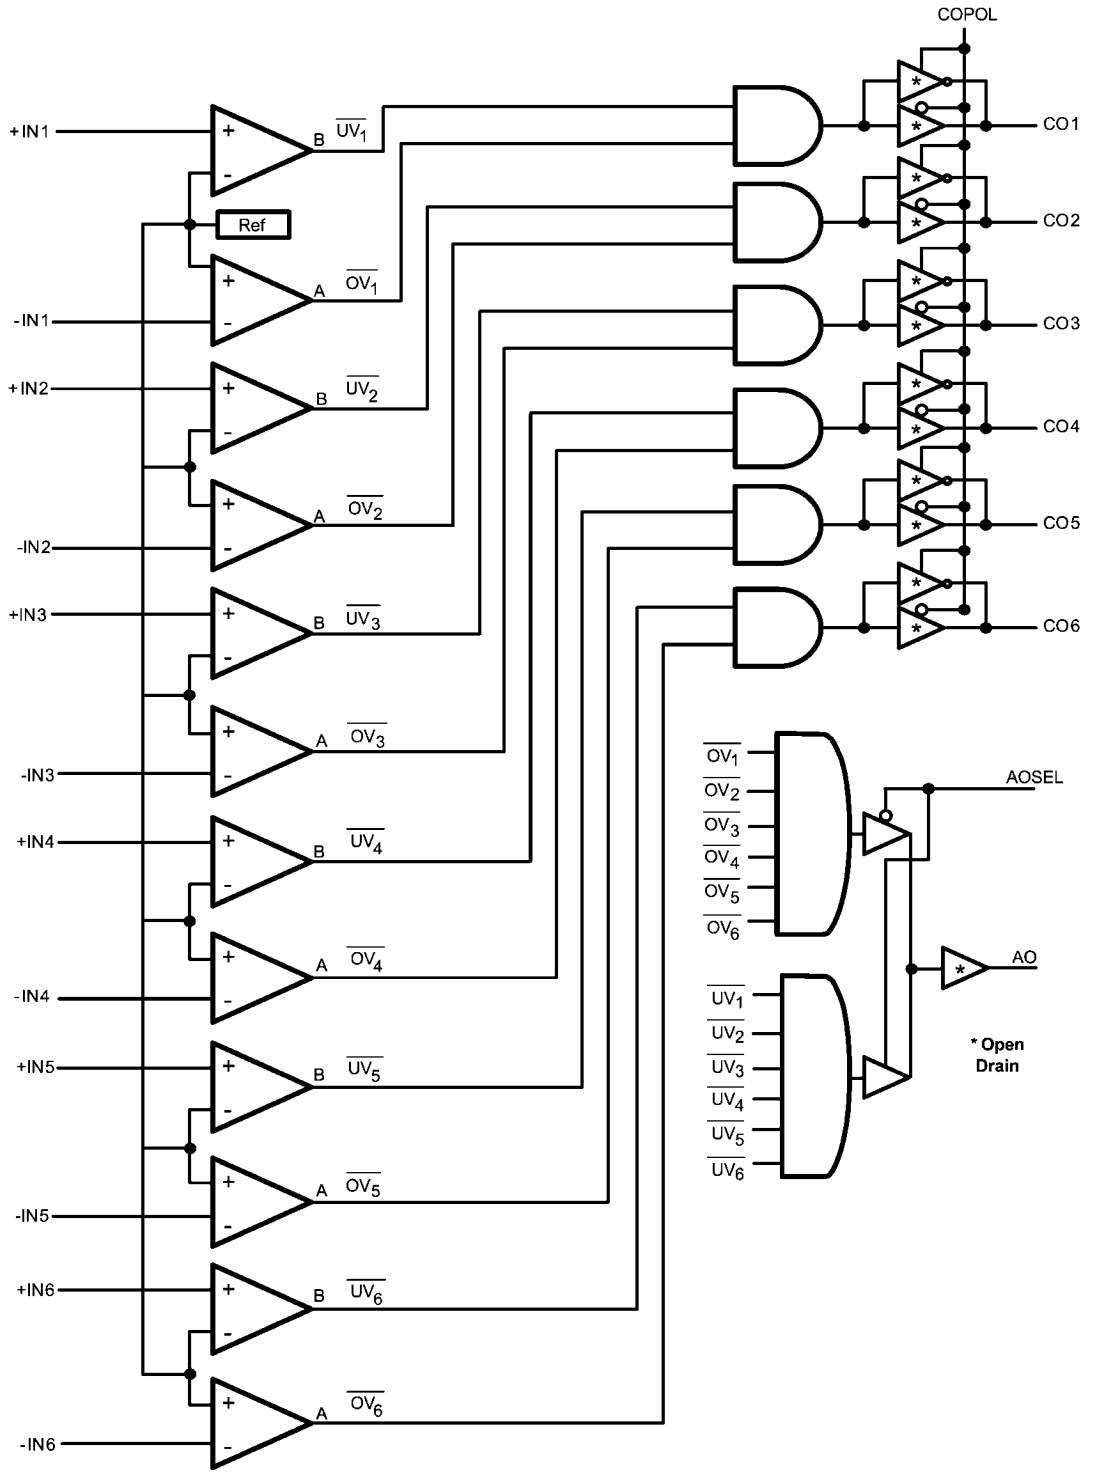 COPOL
+IN1
+
-
B
UV1
Ref
+
-
A
OV1
-IN1
+IN2
+
-
B
UV2
+
-
A
OV2
-IN2
+IN3
+
-
B
UV3
+
-
A
OV3
-IN3
+IN4
+
-
B
UV4
+
-
A
OV4
-IN4
+IN5
+
-
B
UV5
+
-
A
OV5
-IN5
+IN6
+
-
B
UV6
+
-
A
OV6
-IN6
*
*
CO1
*
*
CO2
*
*
CO3
*
*
CO4
*
*
CO5
*
*
CO6
OV1
OV2
OV3
OV4
OV5
OV6
AOSEL
UV1
UV2
UV3
UV4
UV5
UV6
*
AO
* Open
Drain